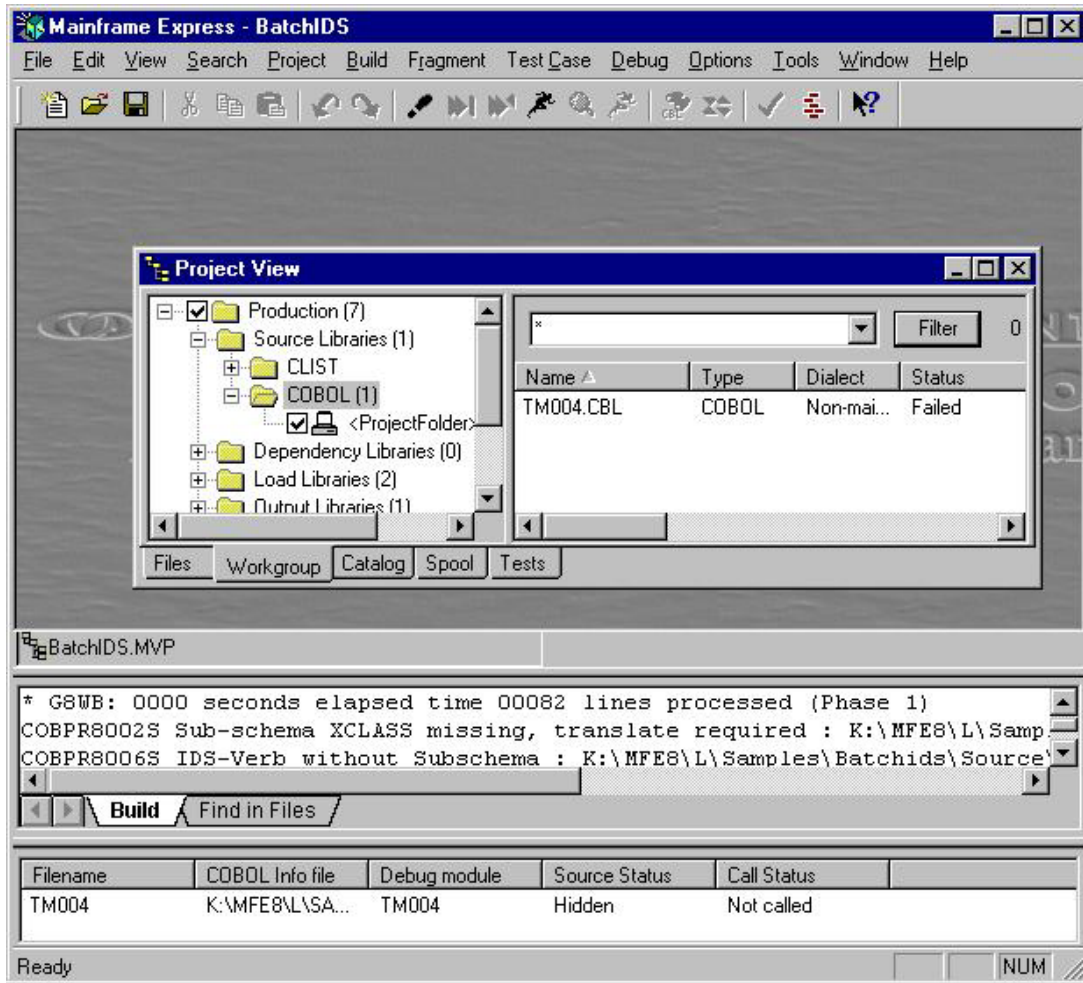 Mainframe Express - BatchIDS
File Edit View Search Project Build Fragment Test Case Debug Options Tools Window Help
Project View
Production (7)
Source Libraries (1)
CLIST
COBOL (1)
<ProjectFolder>
Dependency Libraries (0)
Load Libraries (2)
Output Libraries (1)
* Filter 0
Name Type Dialect Status
TM004.CBL COBOL Non-mai... Failed
Files Workgroup Catalog Spool Tests
BatchIDS.MVP
* G8WB: 0000 seconds elapsed time 00082 lines processed (Phase 1)
COBPR8002S Sub-schema XCLASS missing, translate required : K:\MFE8\L\Samp
COBPR8006S IDS-Verb without Subschema : K:\MFE8\L\Samples\Batchids\Source\
Build Find in Files
Filename COBOL Info file Debug module Source Status Call Status
TM004 K:\MFE8\L\SA... TM004 Hidden Not called
Ready NUM